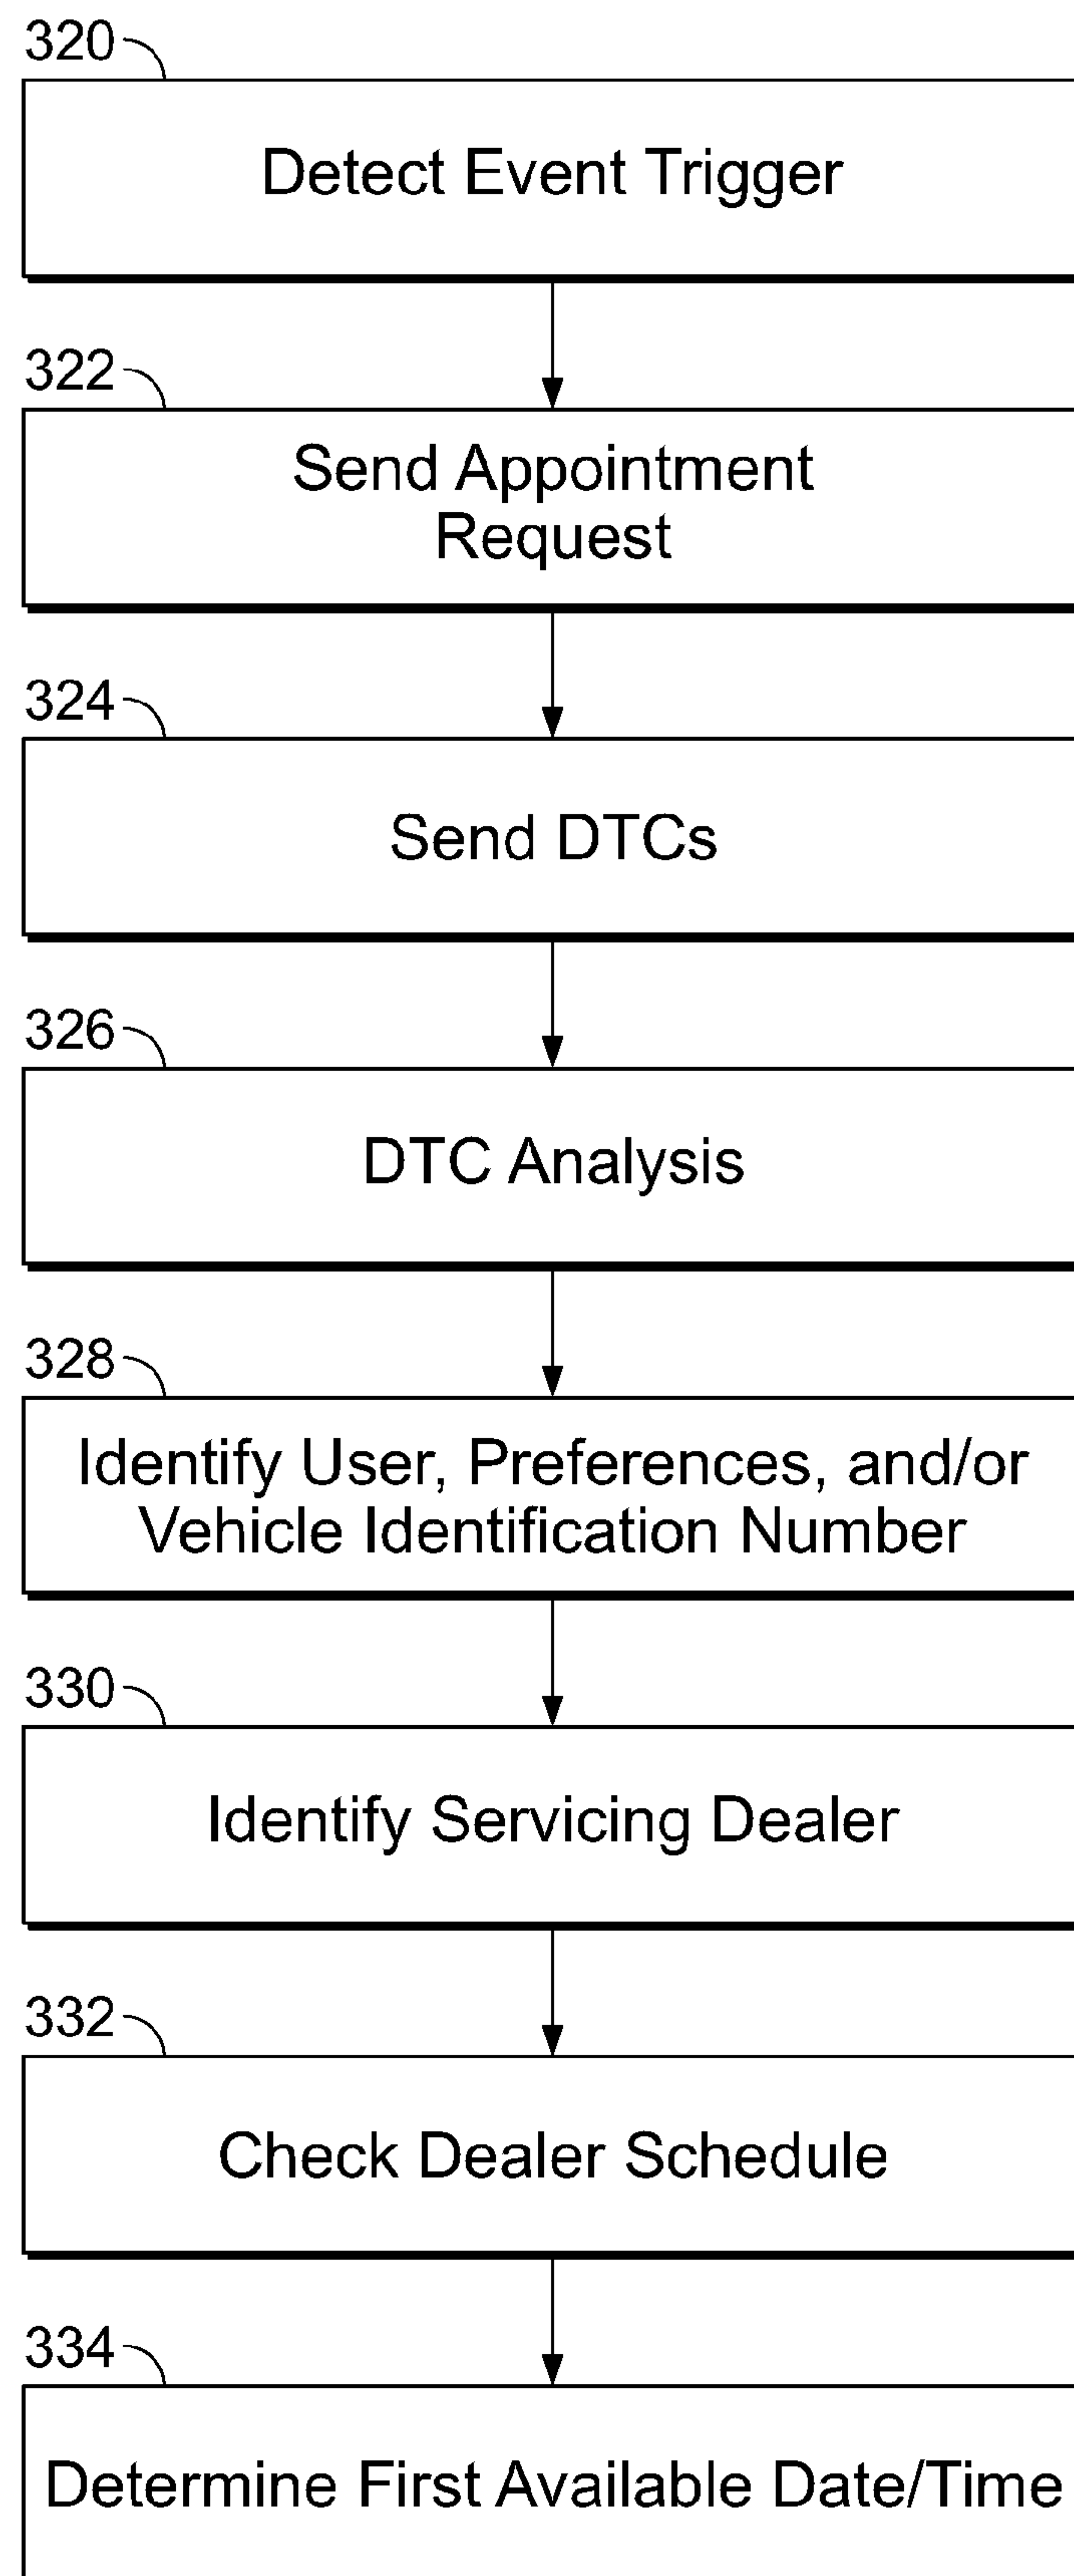 320
Detect Event Trigger
322
Send Appointment
Request
324
Send DTCs
326
DTC Analysis
328
Identify User, Preferences, and/or
Vehicle Identification Number
330
Identify Servicing Dealer
332
Check Dealer Schedule
334
Determine First Available Date/Time